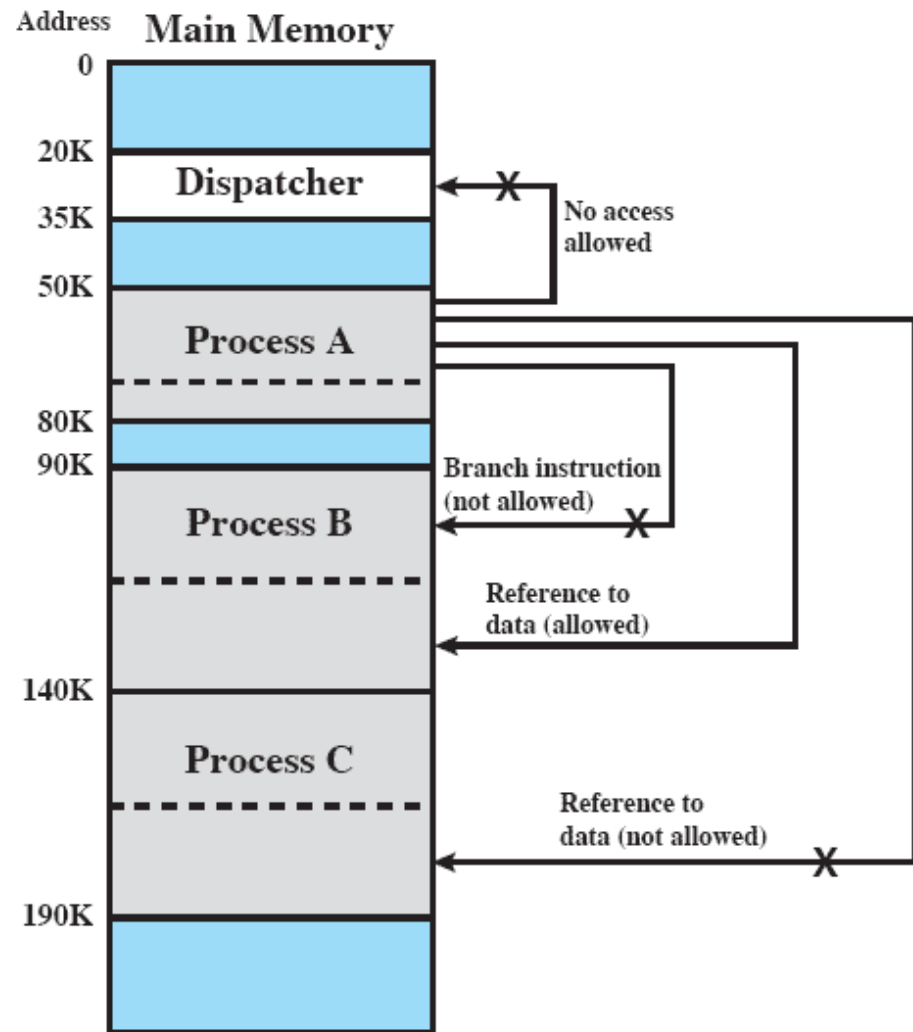 Address
Main Memory
0
20K
Dispatcher
X
35K
No access
allowed
50K
Process A
80K
90K
Branch instruction
(not allowed)
X
Process B
Reference to
data (allowed)
140K
Process C
Reference to
data (not allowed)
X
190K